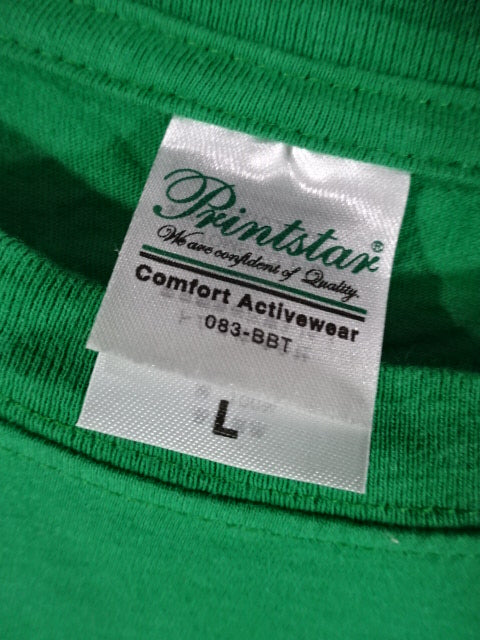 Printstar®
We are confident of Quality.
Comfort Activewear
083-BBT
L